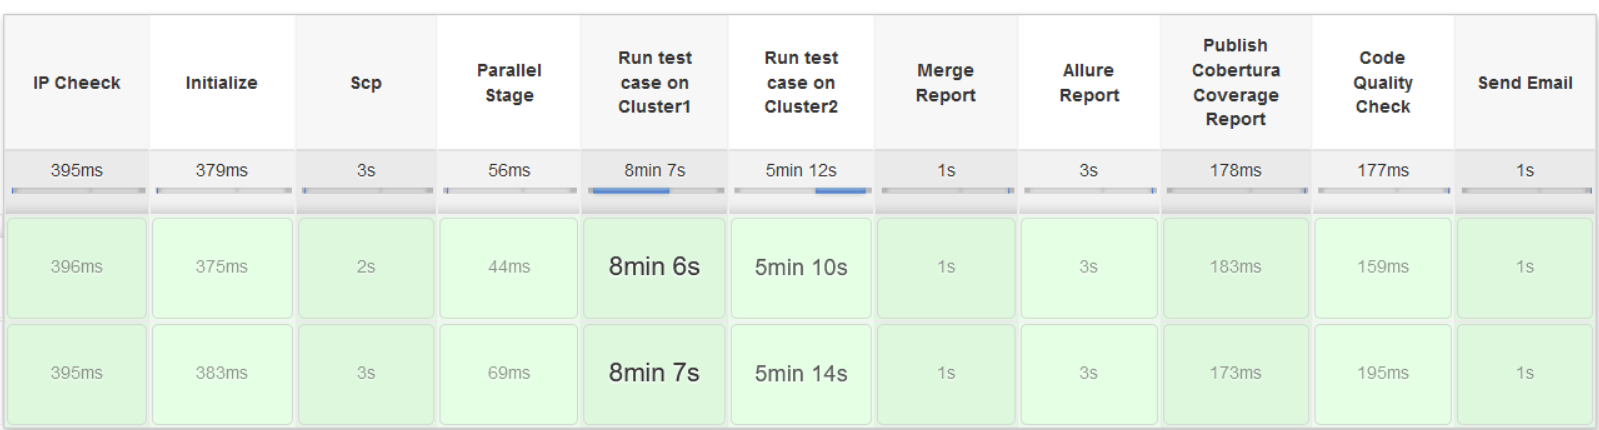 IP Cheeck
Initialize
Scp
Parallel
Stage
Run test
case on
Cluster1
Run test
case on
Cluster2
Merge
Report
Allure
Report
Publish
Cobertura
Coverage
Report
Code
Quality
Check
Send Email
395ms 379ms 3s 56ms 8min 7s 5min 12s 1s 3s 178ms 177ms 1s
396ms 375ms 2s 44ms 8min 6s 5min 10s 1s 3s 183ms 159ms 1s
395ms 383ms 3s 69ms 8min 7s 5min 14s 1s 3s 173ms 195ms 1s